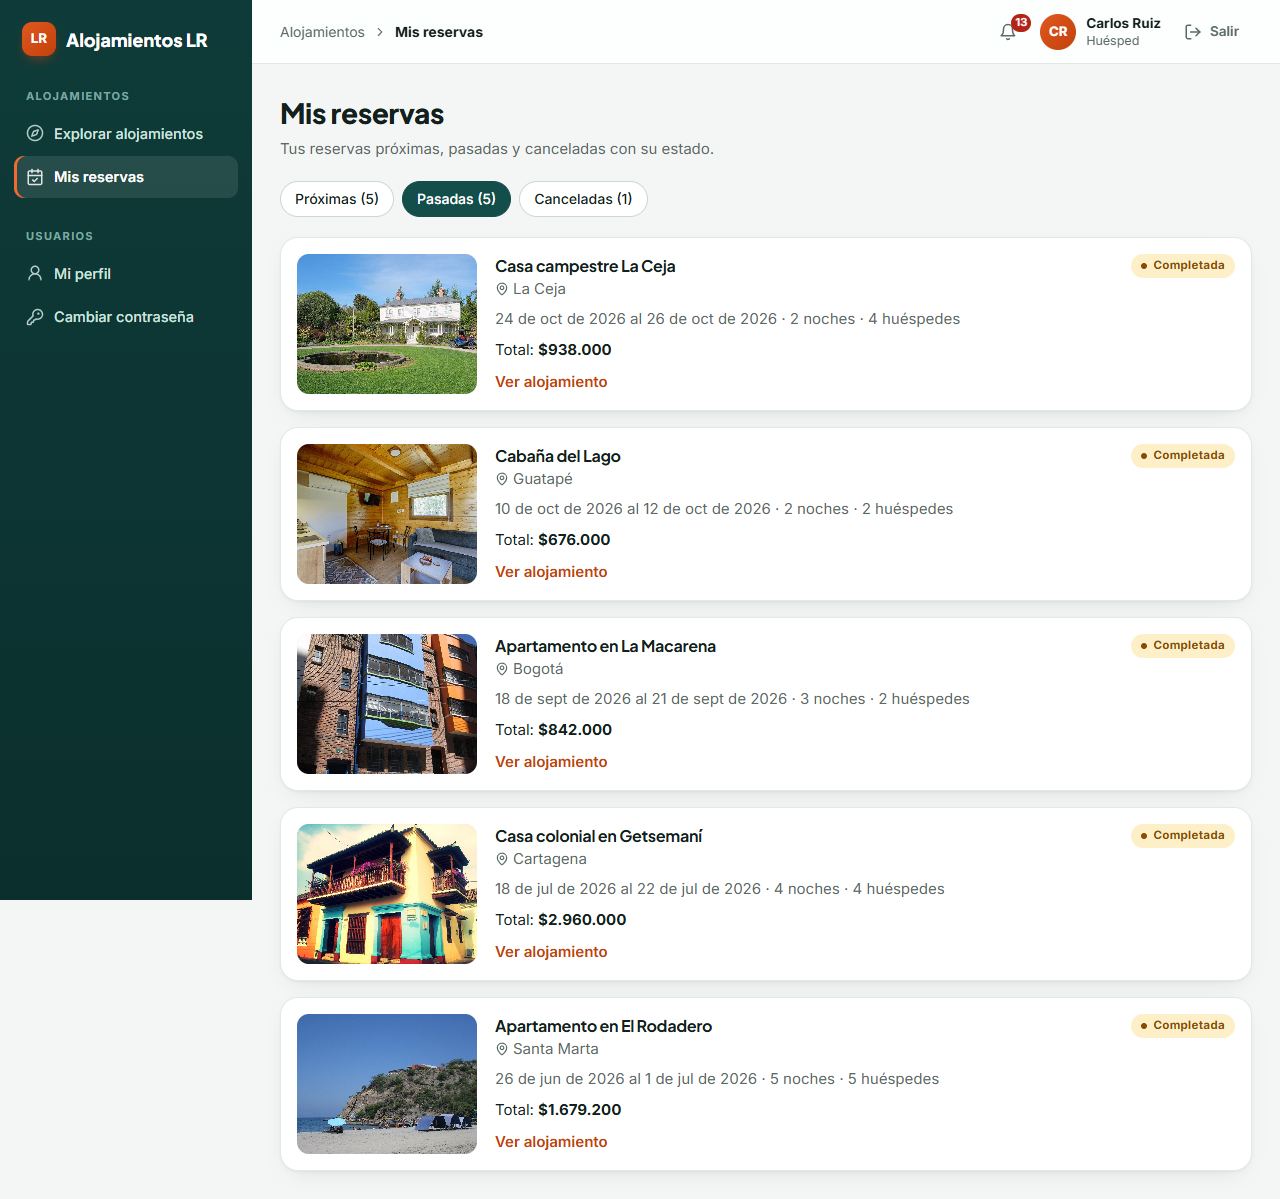 LR Alojamientos LR
ALOJAMIENTOS
Explorar alojamientos
Mis reservas
USUARIOS
Mi perfil
Cambiar contraseña
Alojamientos > Mis reservas
13
CR
Carlos Ruiz
Huésped
Salir
Mis reservas
Tus reservas próximas, pasadas y canceladas con su estado.
Próximas (5)
Pasadas (5)
Canceladas (1)
Casa campestre La Ceja
Completada
La Ceja
24 de oct de 2026 al 26 de oct de 2026 · 2 noches · 4 huéspedes
Total: $938.000
Ver alojamiento
Cabaña del Lago
Completada
Guatapé
10 de oct de 2026 al 12 de oct de 2026 · 2 noches · 2 huéspedes
Total: $676.000
Ver alojamiento
Apartamento en La Macarena
Completada
Bogotá
18 de sept de 2026 al 21 de sept de 2026 · 3 noches · 2 huéspedes
Total: $842.000
Ver alojamiento
Casa colonial en Getsemaní
Completada
Cartagena
18 de jul de 2026 al 22 de jul de 2026 · 4 noches · 4 huéspedes
Total: $2.960.000
Ver alojamiento
Apartamento en El Rodadero
Completada
Santa Marta
26 de jun de 2026 al 1 de jul de 2026 · 5 noches · 5 huéspedes
Total: $1.679.200
Ver alojamiento